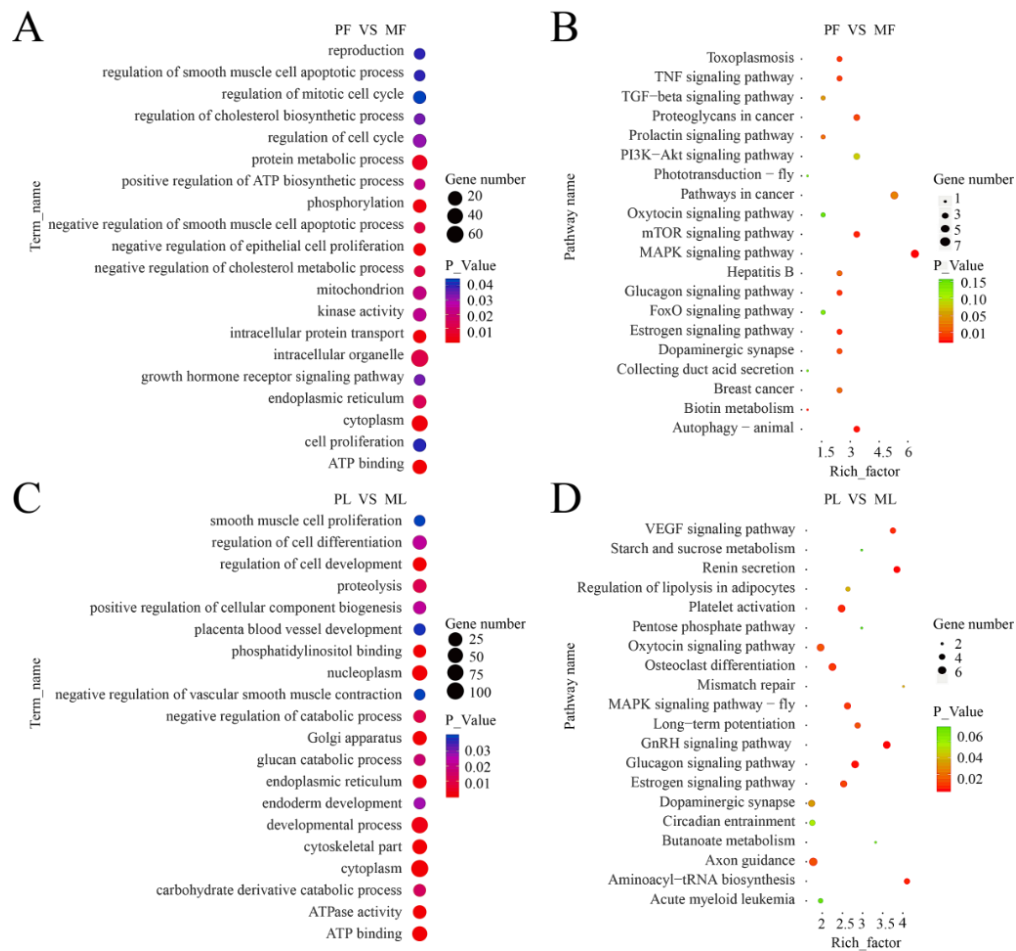 A
PF VS MF
Term_name
reproduction
regulation of smooth muscle cell apoptotic process
regulation of mitotic cell cycle
regulation of cholesterol biosynthetic process
regulation of cell cycle
protein metabolic process
positive regulation of ATP biosynthetic process
phosphorylation
negative regulation of smooth muscle cell apoptotic process
negative regulation of epithelial cell proliferation
negative regulation of cholesterol metabolic process
mitochondrion
kinase activity
intracellular protein transport
intracellular organelle
growth hormone receptor signaling pathway
endoplasmic reticulum
cytoplasm
cell proliferation
ATP binding
Gene number
20
40
60
P_Value
0.04
0.03
0.02
0.01
B
PF VS MF
Pathway name
Toxoplasmosis
TNF signaling pathway
TGF−beta signaling pathway
Proteoglycans in cancer
Prolactin signaling pathway
PI3K−Akt signaling pathway
Phototransduction − fly
Pathways in cancer
Oxytocin signaling pathway
mTOR signaling pathway
MAPK signaling pathway
Hepatitis B
Glucagon signaling pathway
FoxO signaling pathway
Estrogen signaling pathway
Dopaminergic synapse
Collecting duct acid secretion
Breast cancer
Biotin metabolism
Autophagy − animal
1.5 3 4.5 6
Rich_factor
Gene number
1
3
5
7
P_Value
0.15
0.10
0.05
0.01
C
PL VS ML
Term_name
smooth muscle cell proliferation
regulation of cell differentiation
regulation of cell development
proteolysis
positive regulation of cellular component biogenesis
placenta blood vessel development
phosphatidylinositol binding
nucleoplasm
negative regulation of vascular smooth muscle contraction
negative regulation of catabolic process
Golgi apparatus
glucan catabolic process
endoplasmic reticulum
endoderm development
developmental process
cytoskeletal part
cytoplasm
carbohydrate derivative catabolic process
ATPase activity
ATP binding
Gene number
25
50
75
100
P_Value
0.03
0.02
0.01
D
PL VS ML
Pathway name
VEGF signaling pathway
Starch and sucrose metabolism
Renin secretion
Regulation of lipolysis in adipocytes
Platelet activation
Pentose phosphate pathway
Oxytocin signaling pathway
Osteoclast differentiation
Mismatch repair
MAPK signaling pathway − fly
Long−term potentiation
GnRH signaling pathway
Glucagon signaling pathway
Estrogen signaling pathway
Dopaminergic synapse
Circadian entrainment
Butanoate metabolism
Axon guidance
Aminoacyl−tRNA biosynthesis
Acute myeloid leukemia
2 2.5 3 3.5 4
Rich_factor
Gene number
2
4
6
P_Value
0.06
0.04
0.02